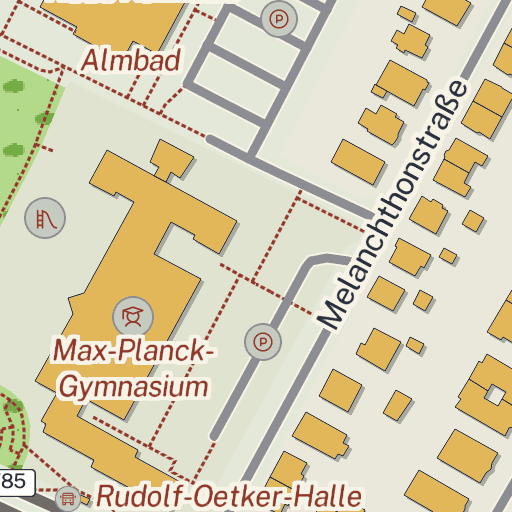 Almbad
P
Melanchthonstraße
P
Max-Planck-
Gymnasium
85
Rudolf-Oetker-Halle